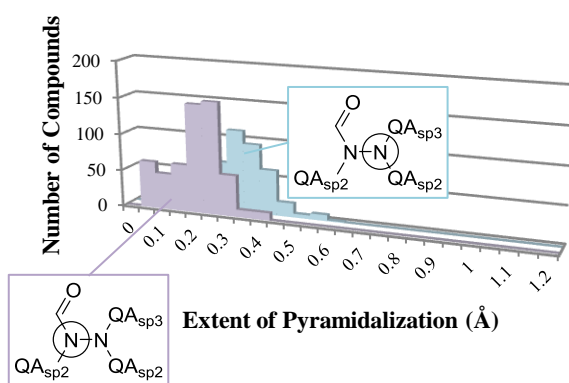 Number of Compounds
200
150
100
50
0
0
0.1
0.2
0.3
0.4
0.5
0.6
0.7
0.8
0.9
1
1.1
1.2
Extent of Pyramidalization (Å)
O
QAsp3
N N
QAsp2
QAsp2
O
QAsp3
N N
QAsp2
QAsp2